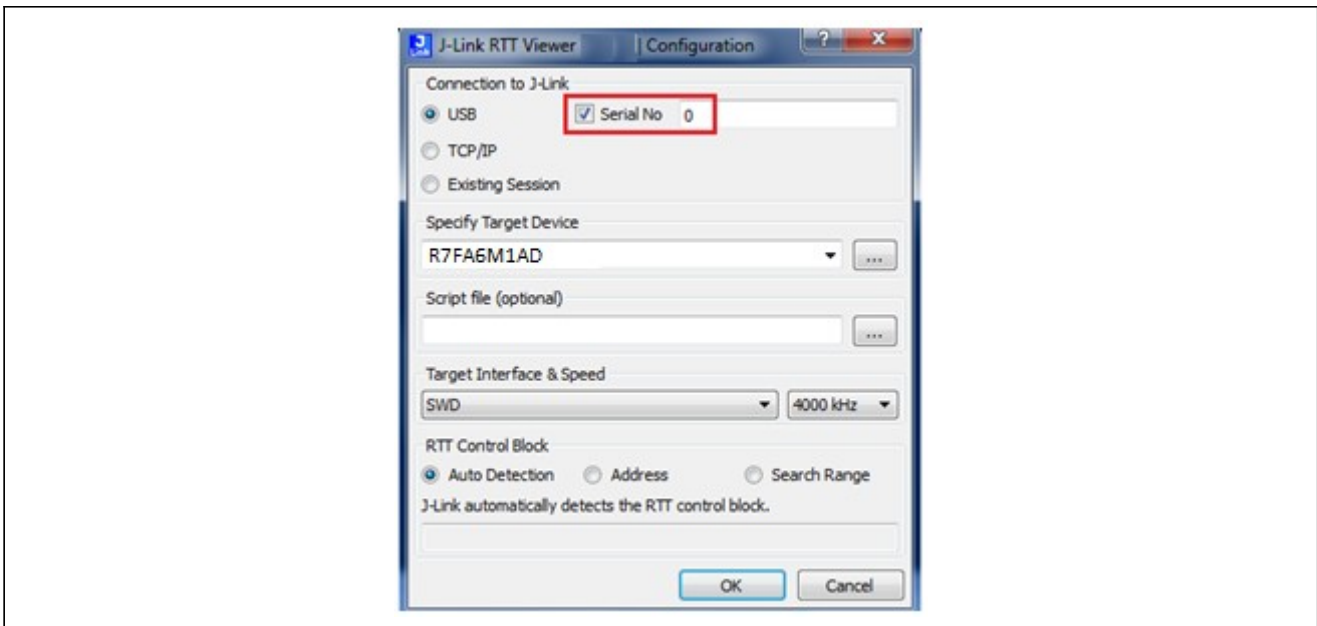 J-Link RTT Viewer | Configuration
Connection to J-Link
USB Serial No 0
TCP/IP
Existing Session
Specify Target Device
R7FA6M1AD ...
Script file (optional)
...
Target Interface & Speed
SWD 4000 kHz
RTT Control Block
Auto Detection Address Search Range
J-Link automatically detects the RTT control block.
OK Cancel